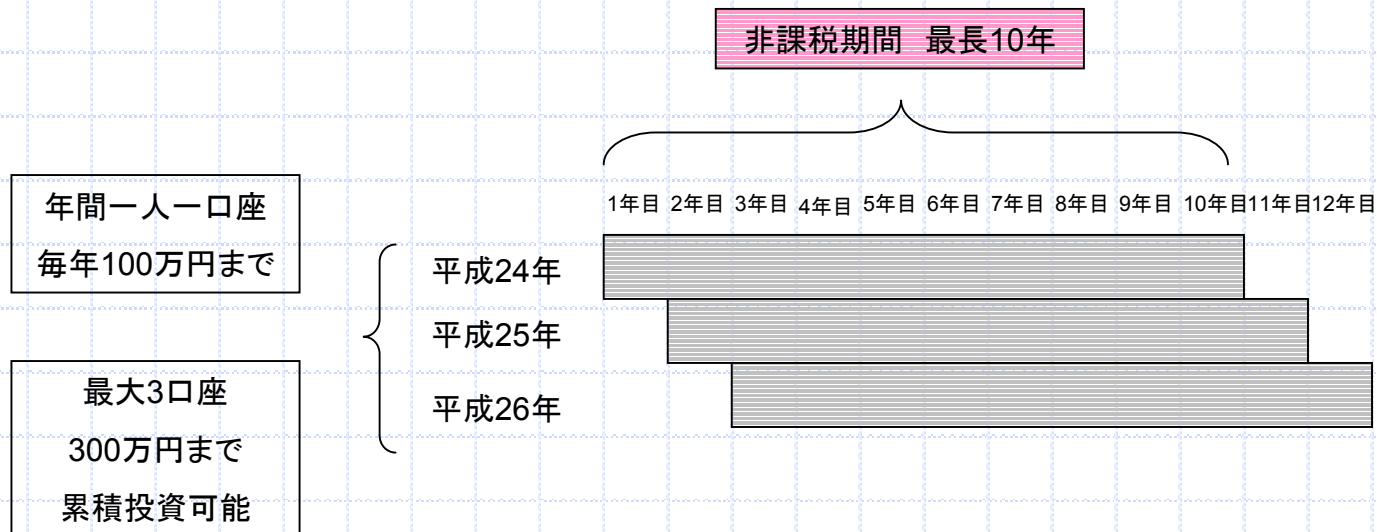 非課税期間 最長10年
年間一人一口座
毎年100万円まで
1年目 2年目 3年目 4年目 5年目 6年目 7年目 8年目 9年目 10年目 11年目 12年目
平成24年
平成25年
平成26年
最大3口座
300万円まで
累積投資可能